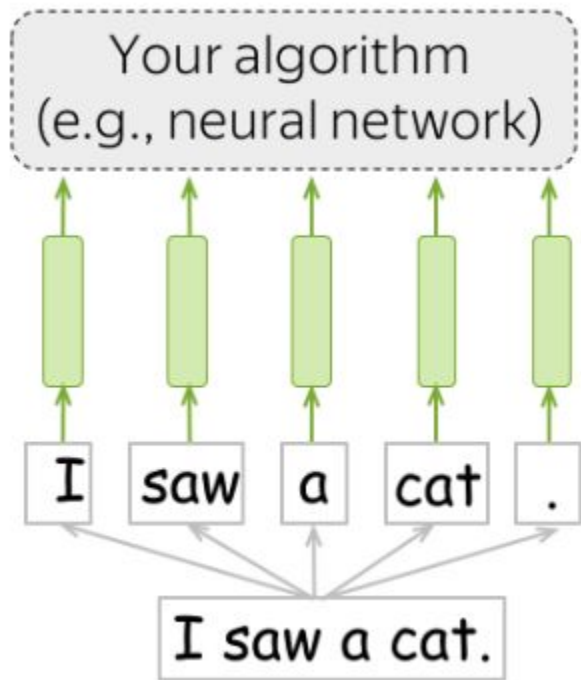 Your algorithm
(e.g., neural network)
I saw a cat .
I saw a cat.